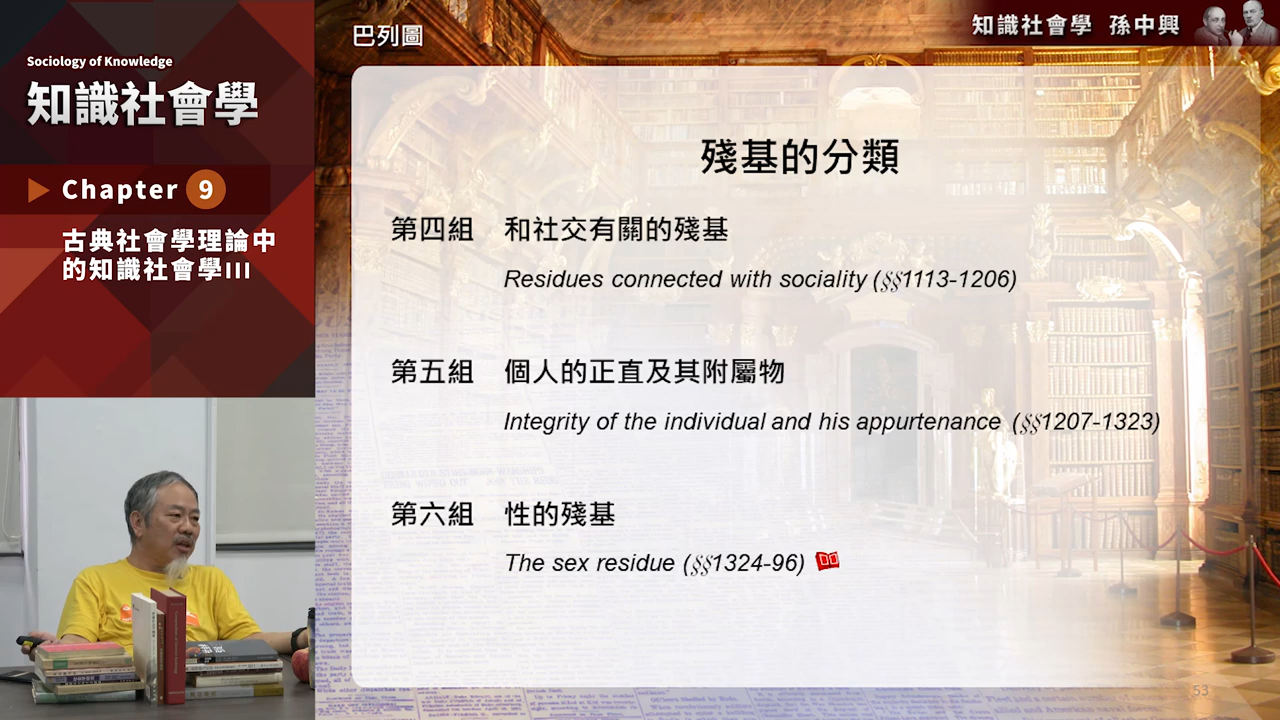 Sociology of Knowledge
知識社會學
Chapter 9
古典社會學理論中
的知識社會學III
巴列圖
知識社會學 孫中興
殘基的分類
第四組 和社交有關的殘基
Residues connected with sociality (§§1113-1206)
第五組 個人的正直及其附屬物
Integrity of the individual and his appurtenance (§§1207-1323)
第六組 性的殘基
The sex residue (§§1324-96)
53